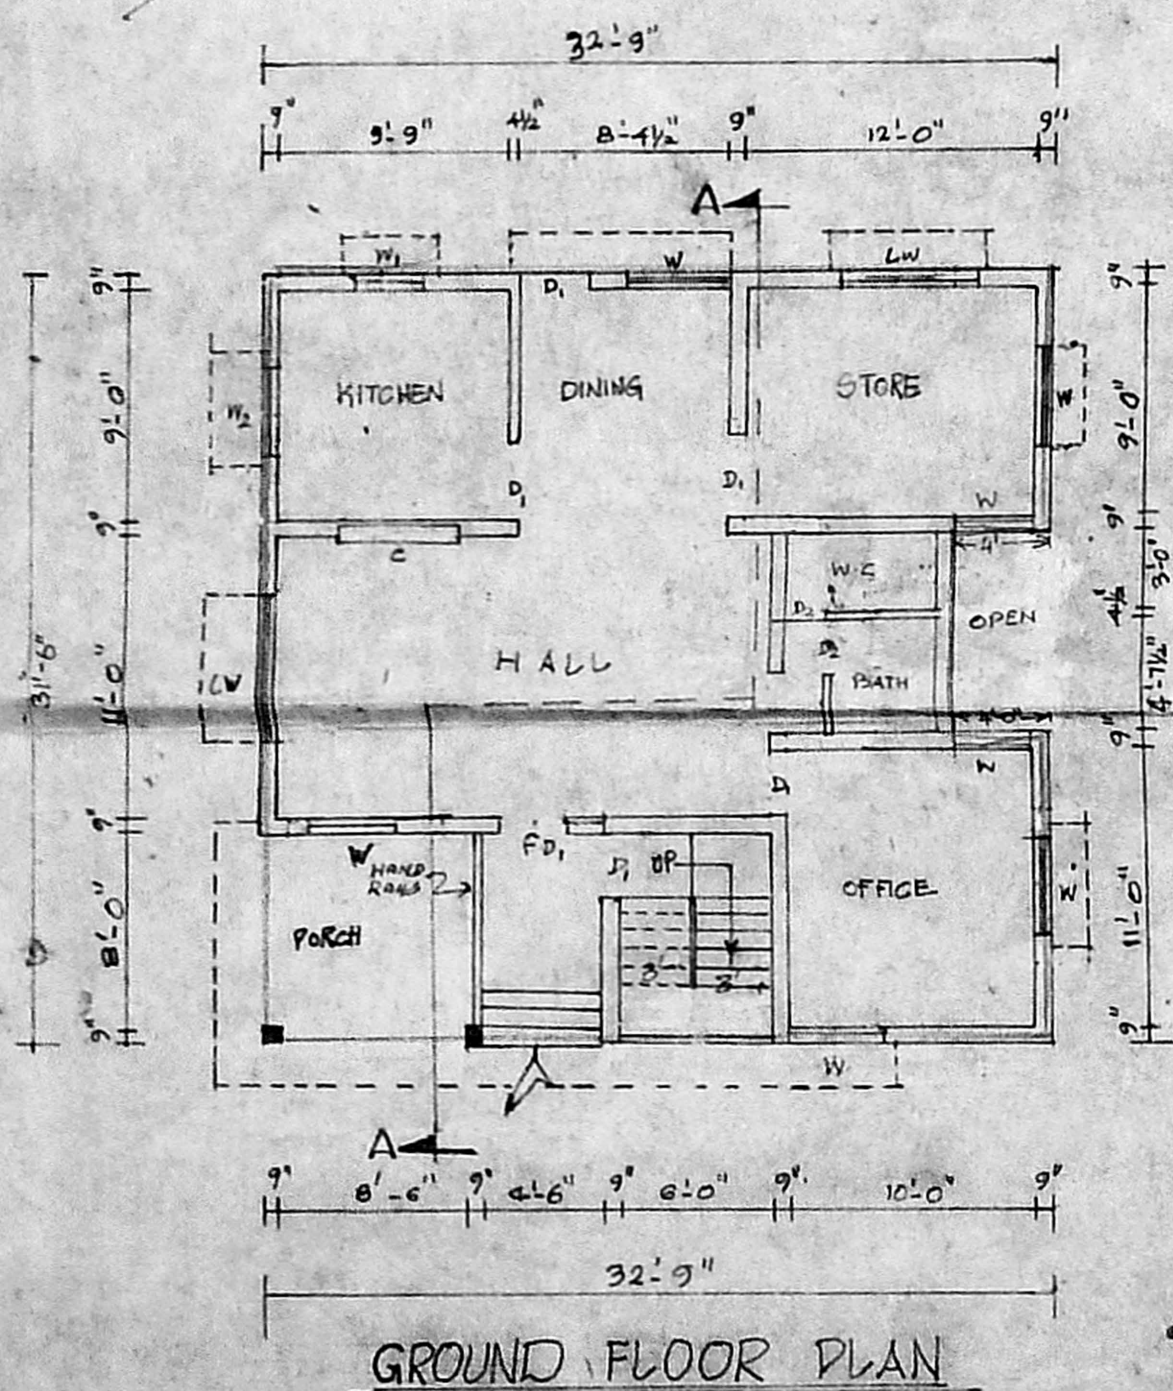 32'-9"
9" 9'-9" 4½" 8'-4½" 9" 12'-0" 9"
A
W₁ W LW
D₁
9" 9"
KITCHEN DINING STORE
W₂ W
9'-0" 9'-0"
D₁ D₁
W
9" 9'
C
4'
W.C
3'-0"
D₂
4½"
OPEN
D₂
HALL
BATH
LW
31'-6"
11'-0"
4'-7½"
4'-0"
9"
D₁
9"
FD₁
W
HAND
RAILS
D₁ UP
OFFICE
W
PORCH
8'-0"
11'-0"
3' 3'
9" 9"
W
A
9" 8'-6" 9" 4'-6" 9" 6'-0" 9" 10'-0" 9"
32'-9"
GROUND FLOOR PLAN